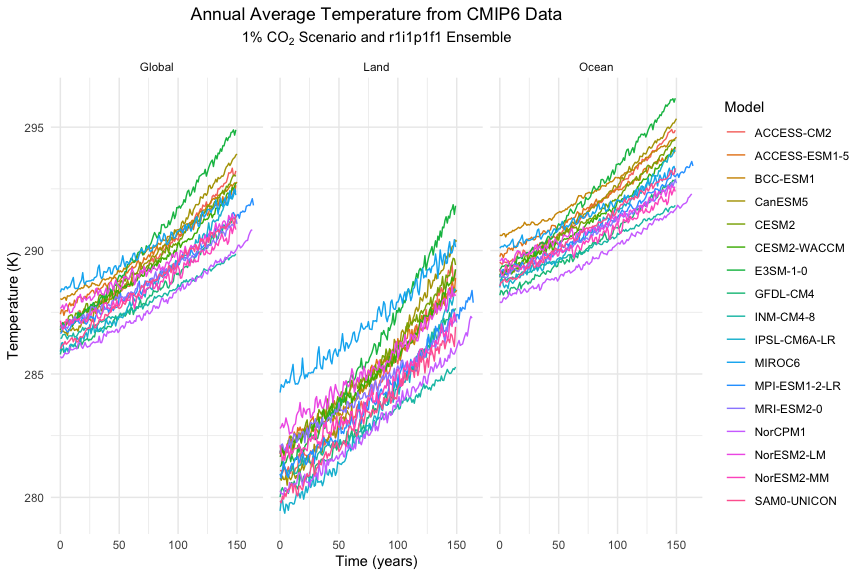 Annual Average Temperature from CMIP6 Data
1% CO₂ Scenario and r1i1p1f1 Ensemble
Global Land Ocean
Temperature (K)
295
290
285
280
0 50 100 150 0 50 100 150 0 50 100 150
Time (years)
Model
ACCESS-CM2
ACCESS-ESM1-5
BCC-ESM1
CanESM5
CESM2
CESM2-WACCM
E3SM-1-0
GFDL-CM4
INM-CM4-8
IPSL-CM6A-LR
MIROC6
MPI-ESM1-2-LR
MRI-ESM2-0
NorCPM1
NorESM2-LM
NorESM2-MM
SAM0-UNICON